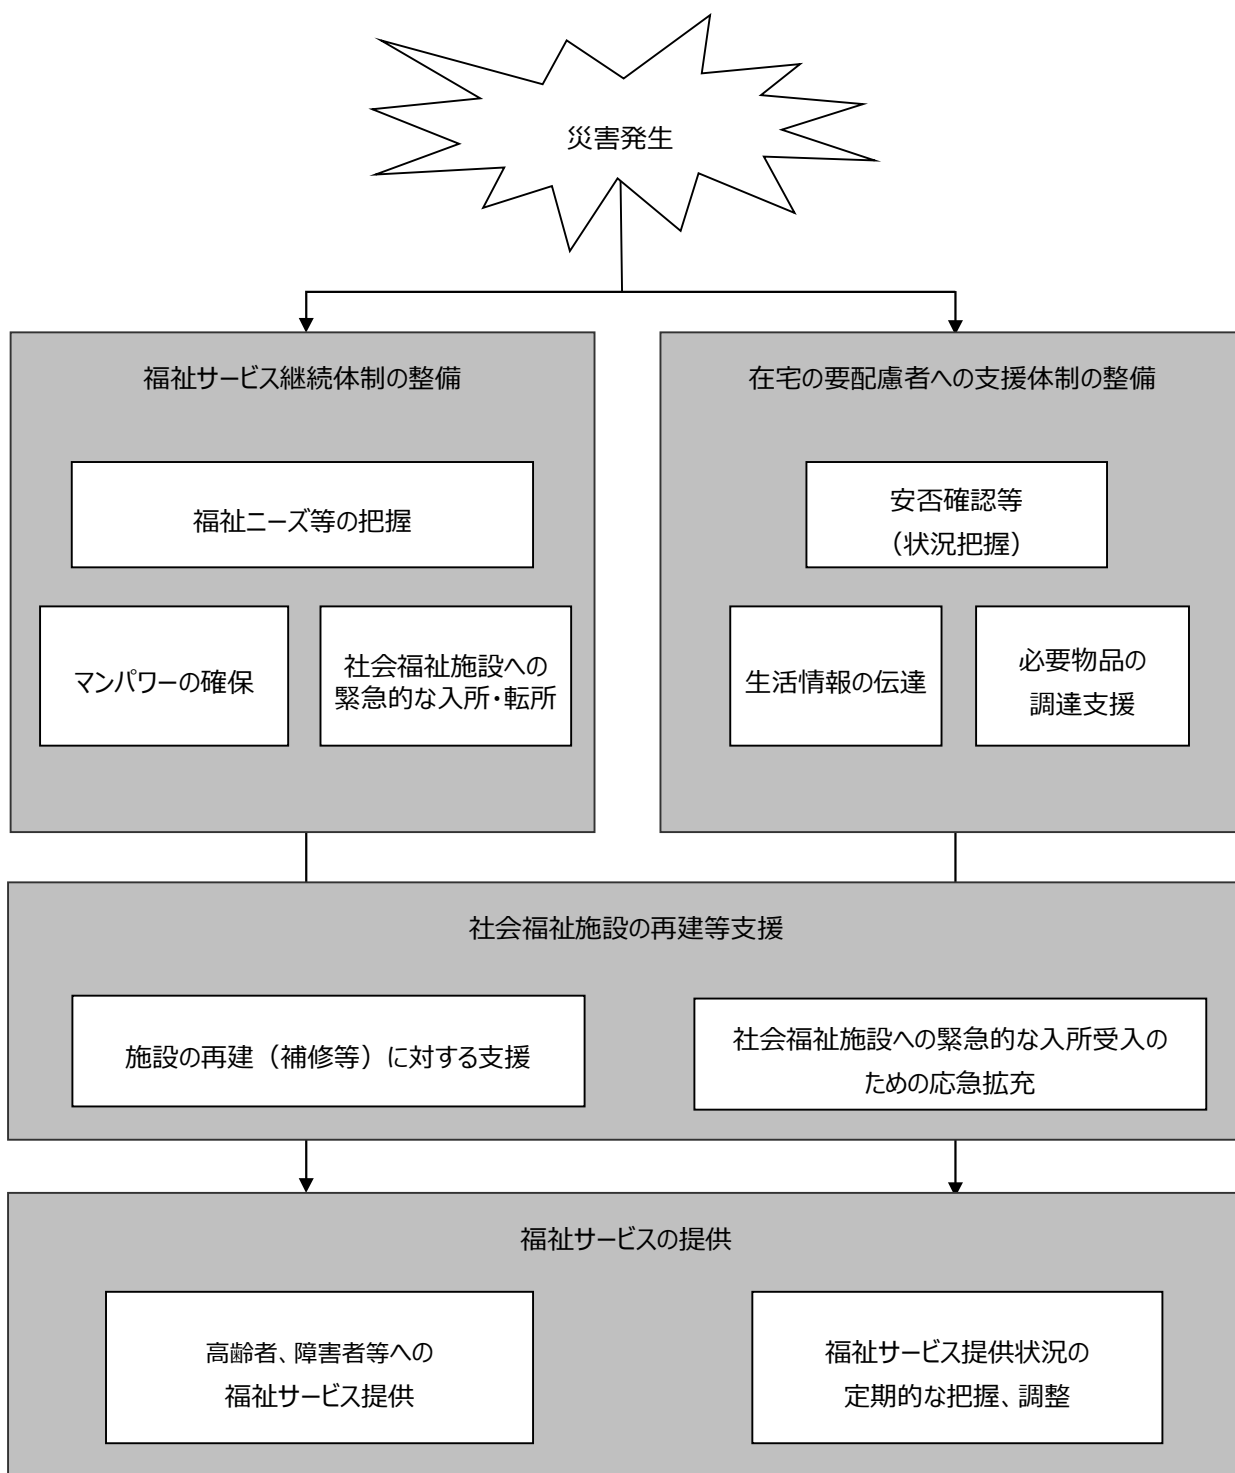 災害発生
福祉サービス継続体制の整備
福祉ニーズ等の把握
マンパワーの確保
社会福祉施設への
緊急的な入所・転所
在宅の要配慮者への支援体制の整備
安否確認等
（状況把握）
生活情報の伝達
必要物品の
調達支援
社会福祉施設の再建等支援
施設の再建（補修等）に対する支援
社会福祉施設への緊急的な入所受入の
ための応急拡充
福祉サービスの提供
高齢者、障害者等への
福祉サービス提供
福祉サービス提供状況の
定期的な把握、調整